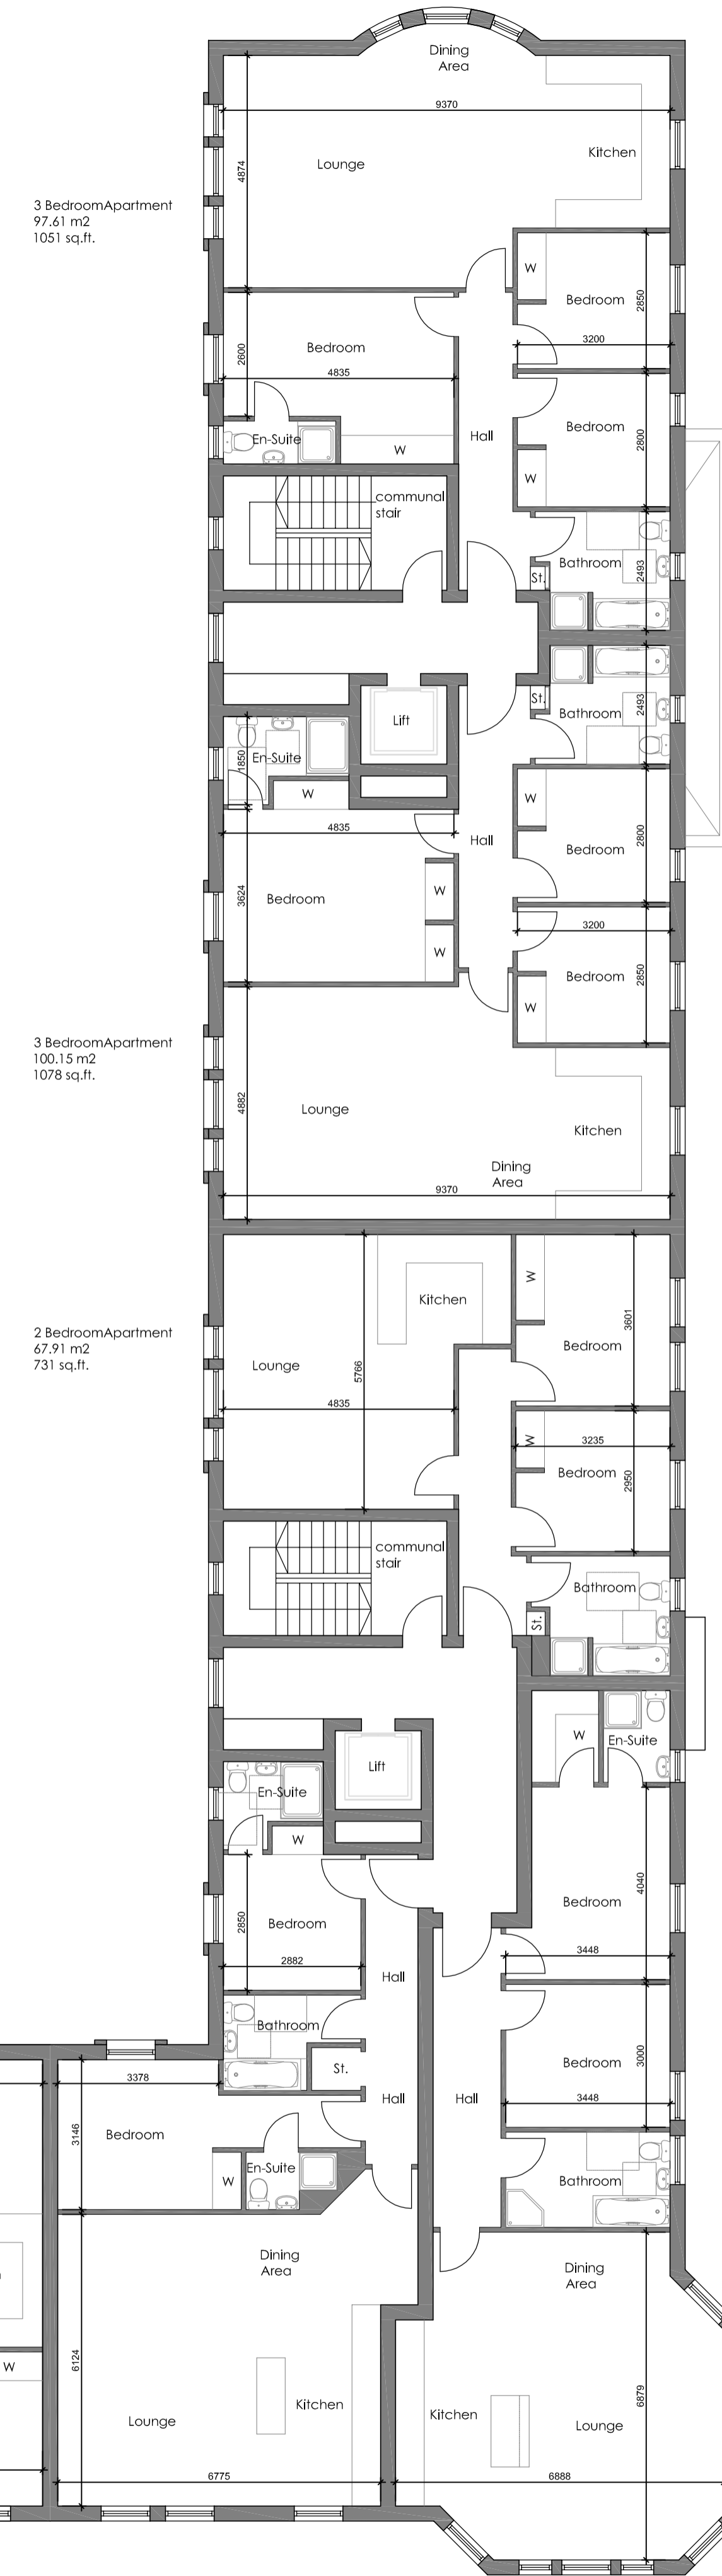 Dining
Area
9370
4874
Lounge
Kitchen
3 BedroomApartment
97.61 m2
1051 sq.ft.
W
Bedroom
2850
3200
Bedroom
2600
4835
En-Suite
W
Hall
Bedroom
2800
W
communal
stair
Bathroom
2493
St.
Lift
St.
Bathroom
2493
En-Suite
1850
W
4835
Hall
W
Bedroom
2800
Bedroom
3624
W
W
3200
Bedroom
2850
W
3 BedroomApartment
100.15 m2
1078 sq.ft.
4882
Lounge
Kitchen
Dining
Area
9370
2 BedroomApartment
67.91 m2
731 sq.ft.
Kitchen
W
3601
Bedroom
Lounge
5766
4835
W
3235
Bedroom
2950
communal
stair
Bathroom
St.
W
En-Suite
Lift
En-Suite
W
4040
Bedroom
2850
Bedroom
3448
2882
Hall
Bathroom
St.
Bedroom
3000
3448
3378
Hall
Hall
3146
Bedroom
W
En-Suite
Bathroom
Dining
Area
Dining
Area
W
6124
Kitchen
Lounge
Kitchen
6879
Lounge
6775
6888